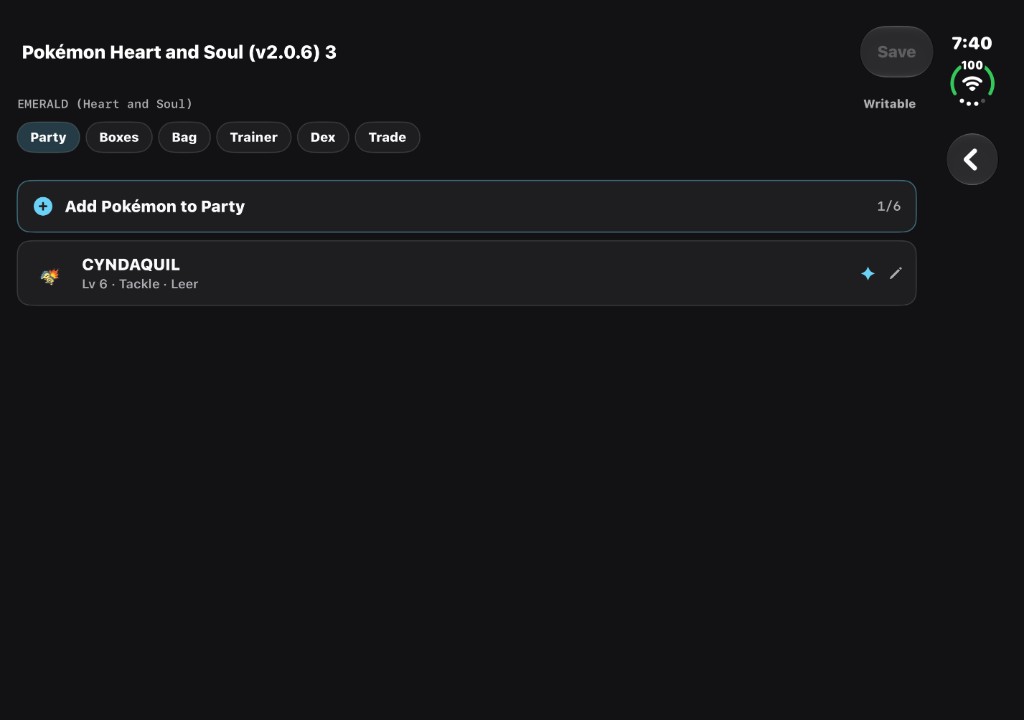 Pokémon Heart and Soul (v2.0.6) 3
Save
7:40
100
EMERALD (Heart and Soul)
Writable
Party
Boxes
Bag
Trainer
Dex
Trade
Add Pokémon to Party
1/6
CYNDAQUIL
Lv 6 · Tackle · Leer